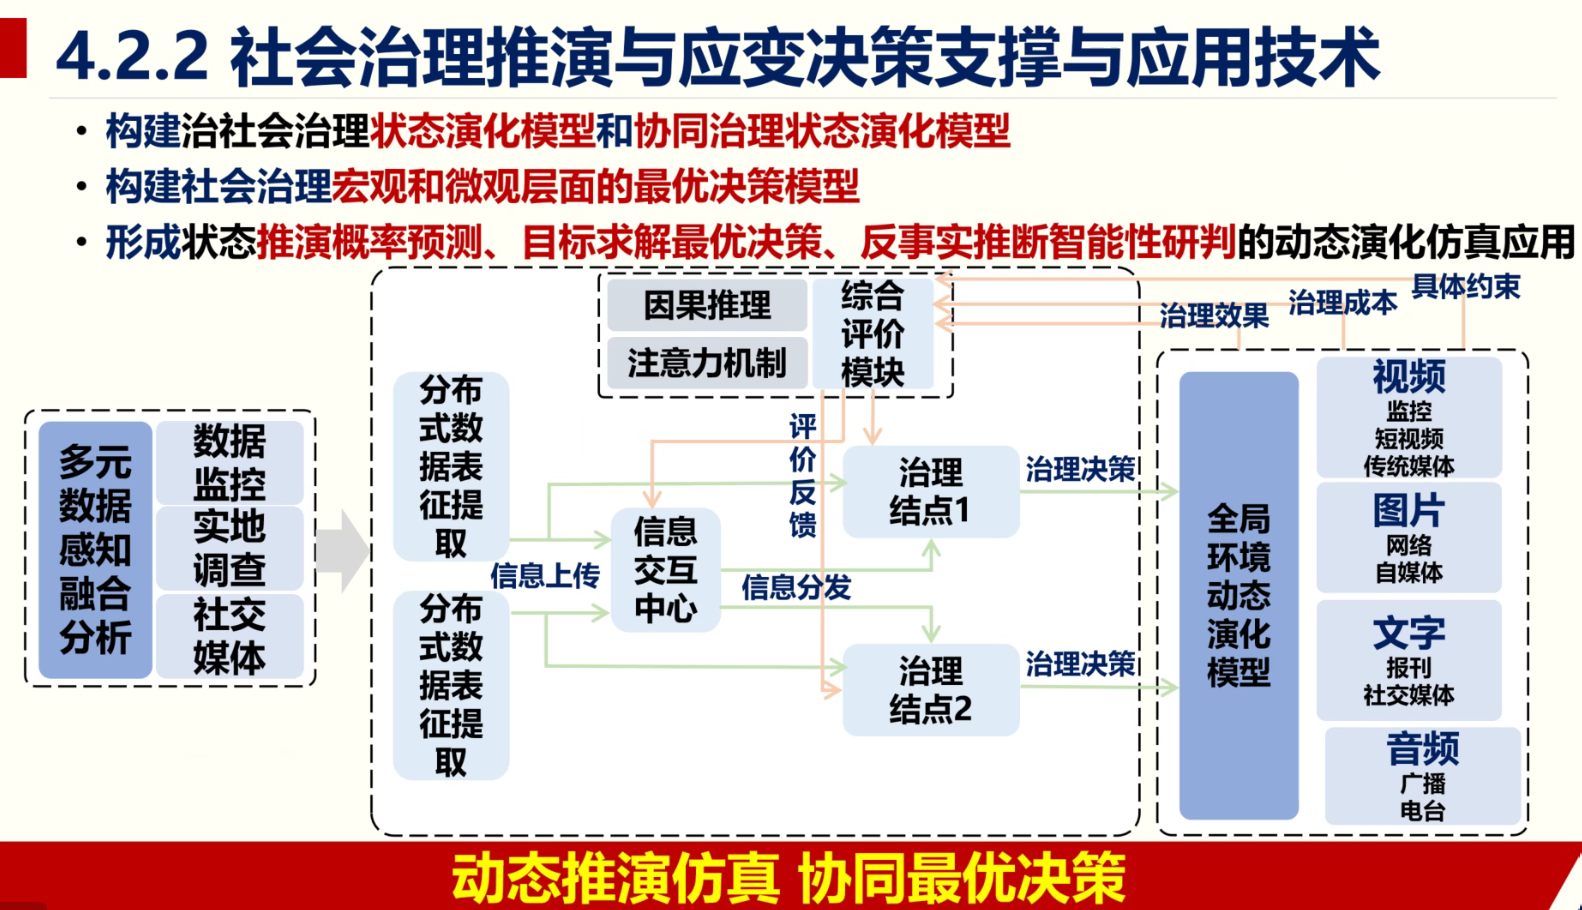 4.2.2 社会治理推演与应变决策支撑与应用技术
• 构建治社会治理状态演化模型和协同治理状态演化模型
• 构建社会治理宏观和微观层面的最优决策模型
• 形成状态推演概率预测、目标求解最优决策、反事实推断智能性研判的动态演化仿真应用
多元
数据
感知
融合
分析
数据
监控
实地
调查
社交
媒体
分布
式数
据表
征提
取
分布
式数
据表
征提
取
信息上传
因果推理
注意力机制
综合
评价
模块
信息
交互
中心
评
价
反
馈
信息分发
治理
结点1
治理
结点2
治理决策
治理决策
治理效果
治理成本
具体约束
全局
环境
动态
演化
模型
视频
监控
短视频
传统媒体
图片
网络
自媒体
文字
报刊
社交媒体
音频
广播
电台
动态推演仿真 协同最优决策